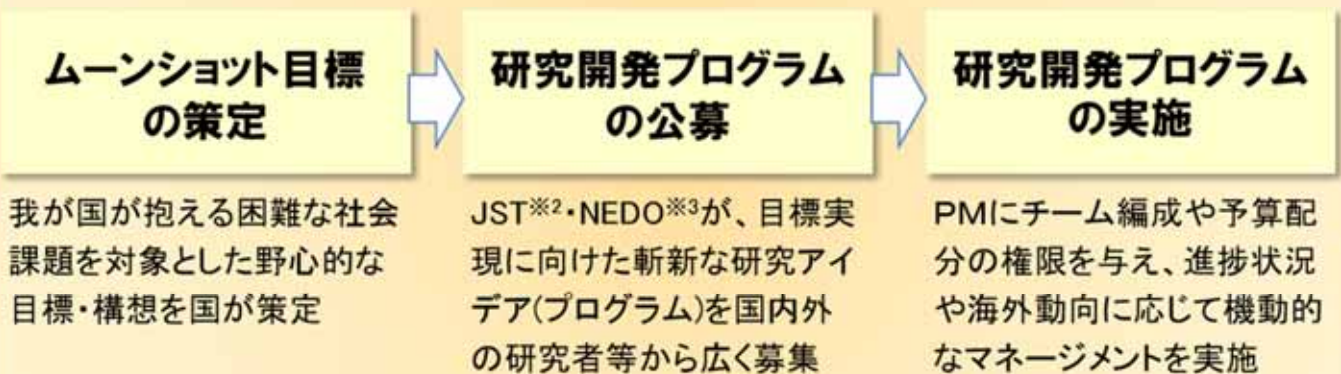 ムーンショット目標
の策定
我が国が抱える困難な社会
課題を対象とした野心的な
目標・構想を国が策定
研究開発プログラム
の公募
JST※2・NEDO※3が、目標実
現に向けた斬新な研究アイ
デア(プログラム)を国内外
の研究者等から広く募集
研究開発プログラム
の実施
PMにチーム編成や予算配
分の権限を与え、進捗状況
や海外動向に応じて機動的
なマネージメントを実施